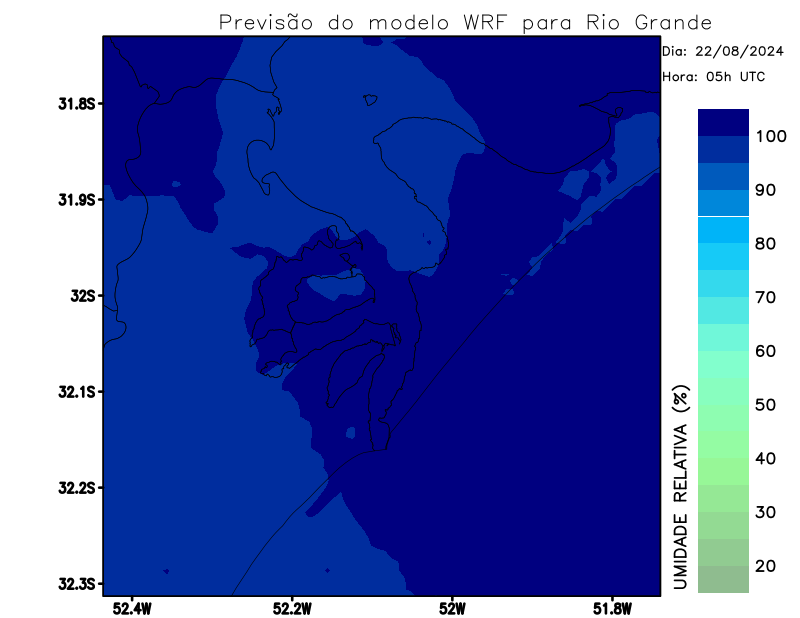 Previsão do modelo WRF para Rio Grande
Dia: 22/08/2024
Hora: 05h UTC
31.8S
31.9S
32S
32.1S
32.2S
32.3S
52.4W
52.2W
52W
51.8W
100
90
80
70
60
50
40
30
20
UMIDADE RELATIVA (%)